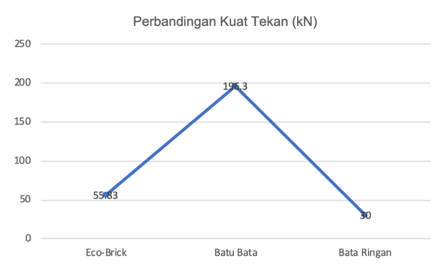 Perbandingan Kuat Tekan (kN)
250
200
196.3
150
100
55.83
50
30
0
Eco-Brick
Batu Bata
Bata Ringan